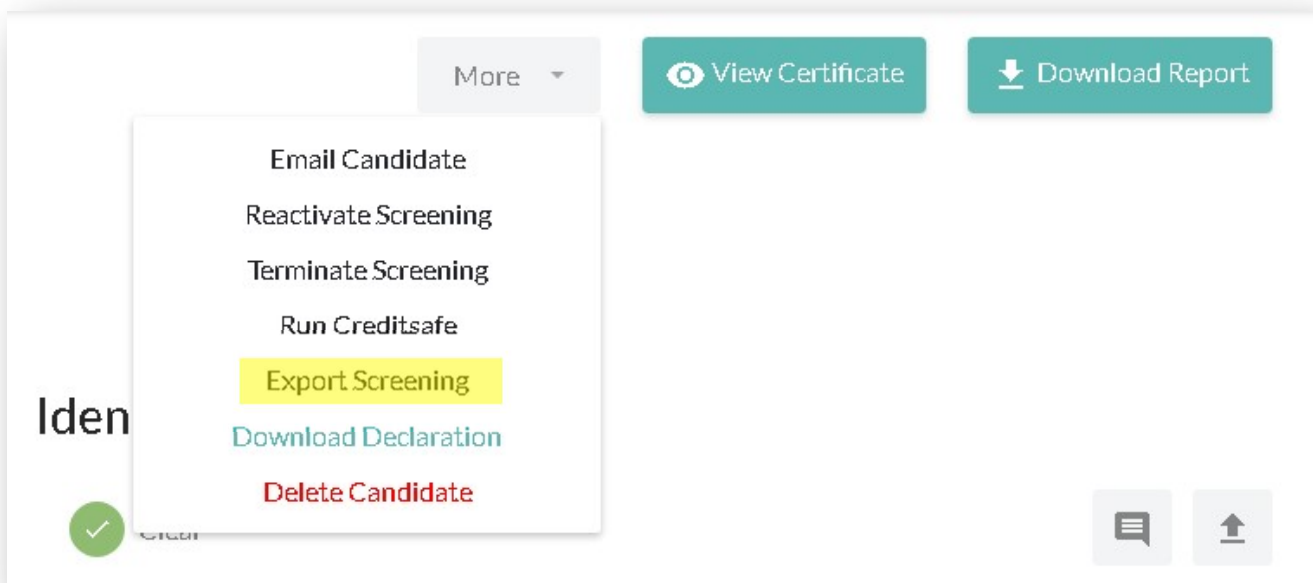 More
View Certificate
Download Report
Email Candidate
Reactivate Screening
Terminate Screening
Run Creditsafe
Export Screening
Iden
Download Declaration
Delete Candidate
Clear